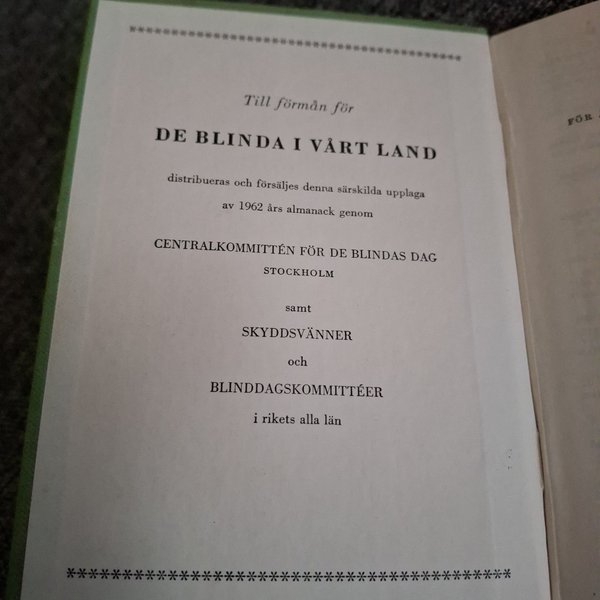 ************************************
Till förmån för
DE BLINDA I VÅRT LAND
distribueras och försäljes denna särskilda upplaga
av 1962 års almanack genom
CENTRALKOMMITTÉN FÖR DE BLINDAS DAG
STOCKHOLM
samt
SKYDDSVÄNNER
och
BLINDDAGSKOMMITTÉER
i rikets alla län
************************************
FÖR